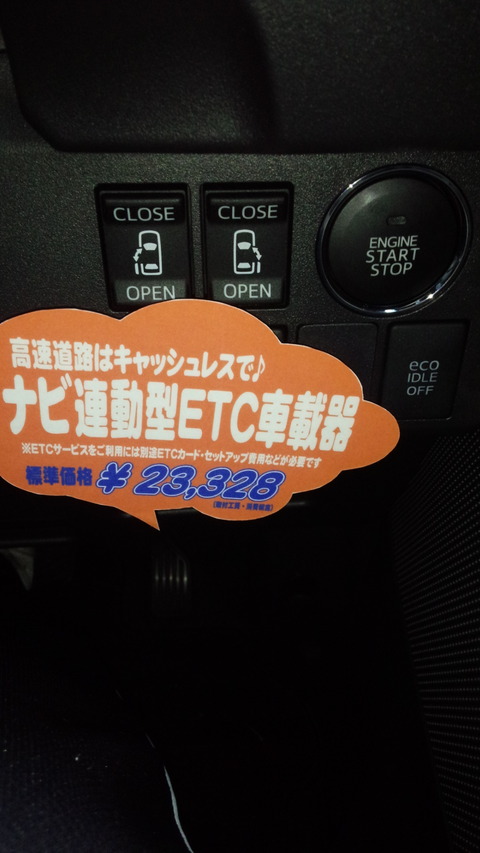 CLOSE
OPEN
CLOSE
OPEN
ENGINE
START
STOP
eco
IDLE
OFF
高速道路はキャッシュレスで♪
ナビ連動型ETC車載器
※ETCサービスをご利用には別途ETCカード・セットアップ費用などが必要です
標準価格 ¥ 23,328